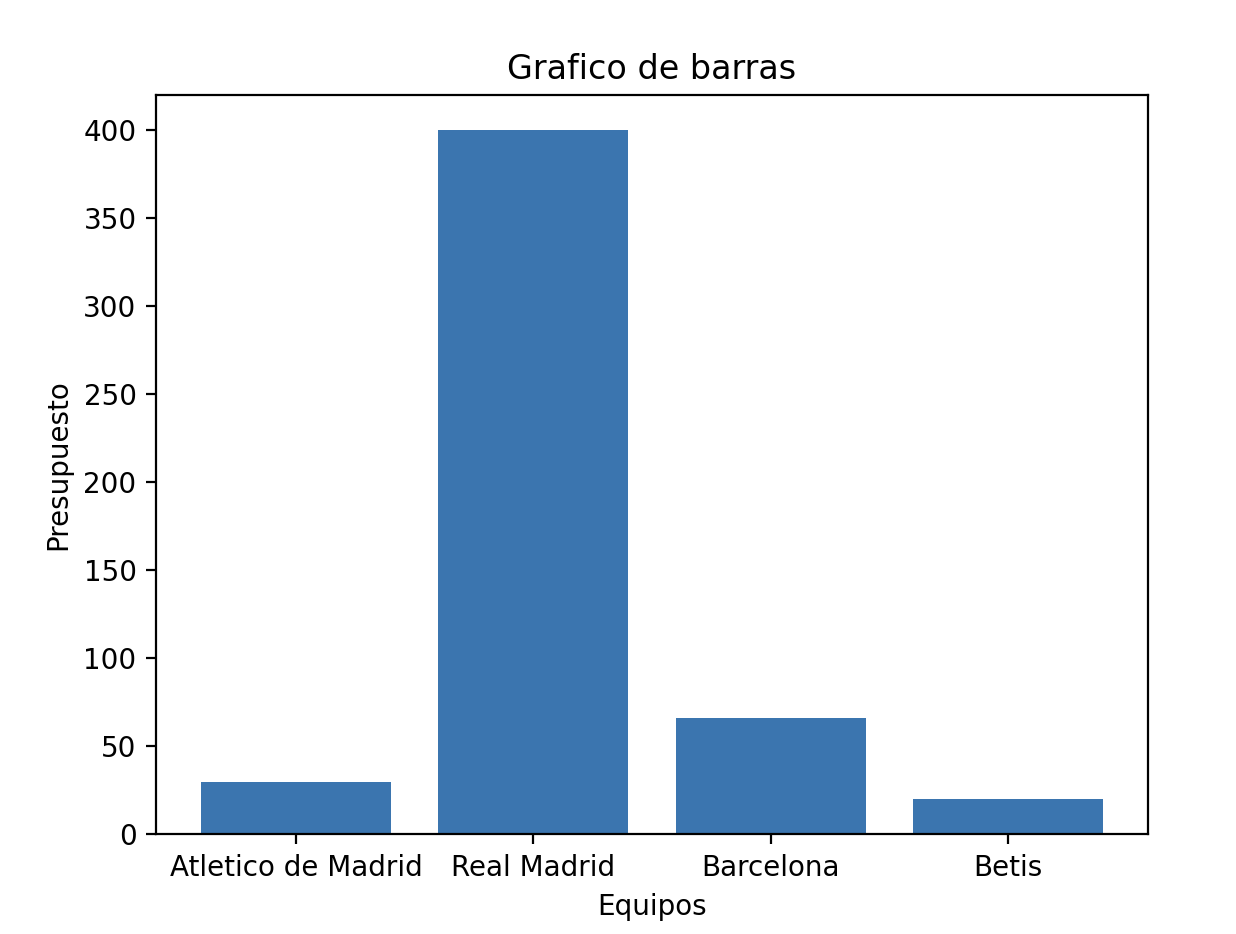 Grafico de barras
400
350
300
250
200
150
100
50
0
Presupuesto
Atletico de Madrid Real Madrid Barcelona Betis
Equipos